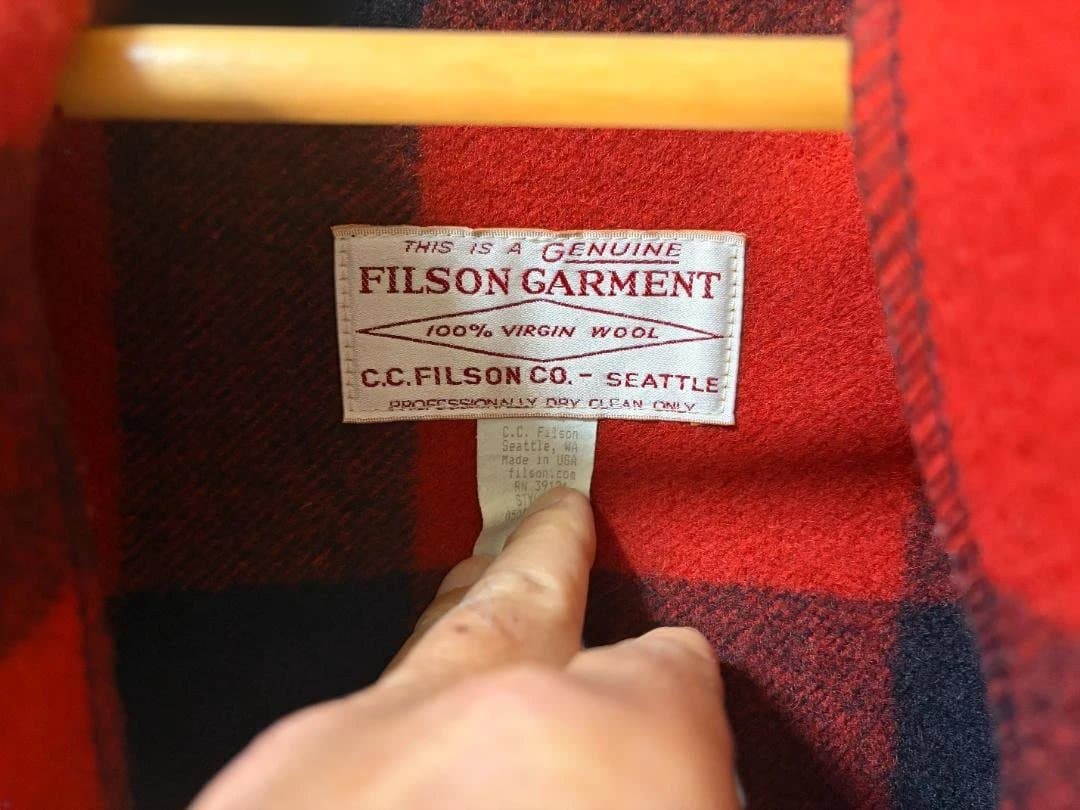 THIS IS A GENUINE
FILSON GARMENT
100% VIRGIN WOOL
C.C. FILSON CO. - SEATTLE
PROFESSIONALLY DRY CLEAN ONLY
C.C. Filson
Seattle, WA
Made in USA
filson.com
RN